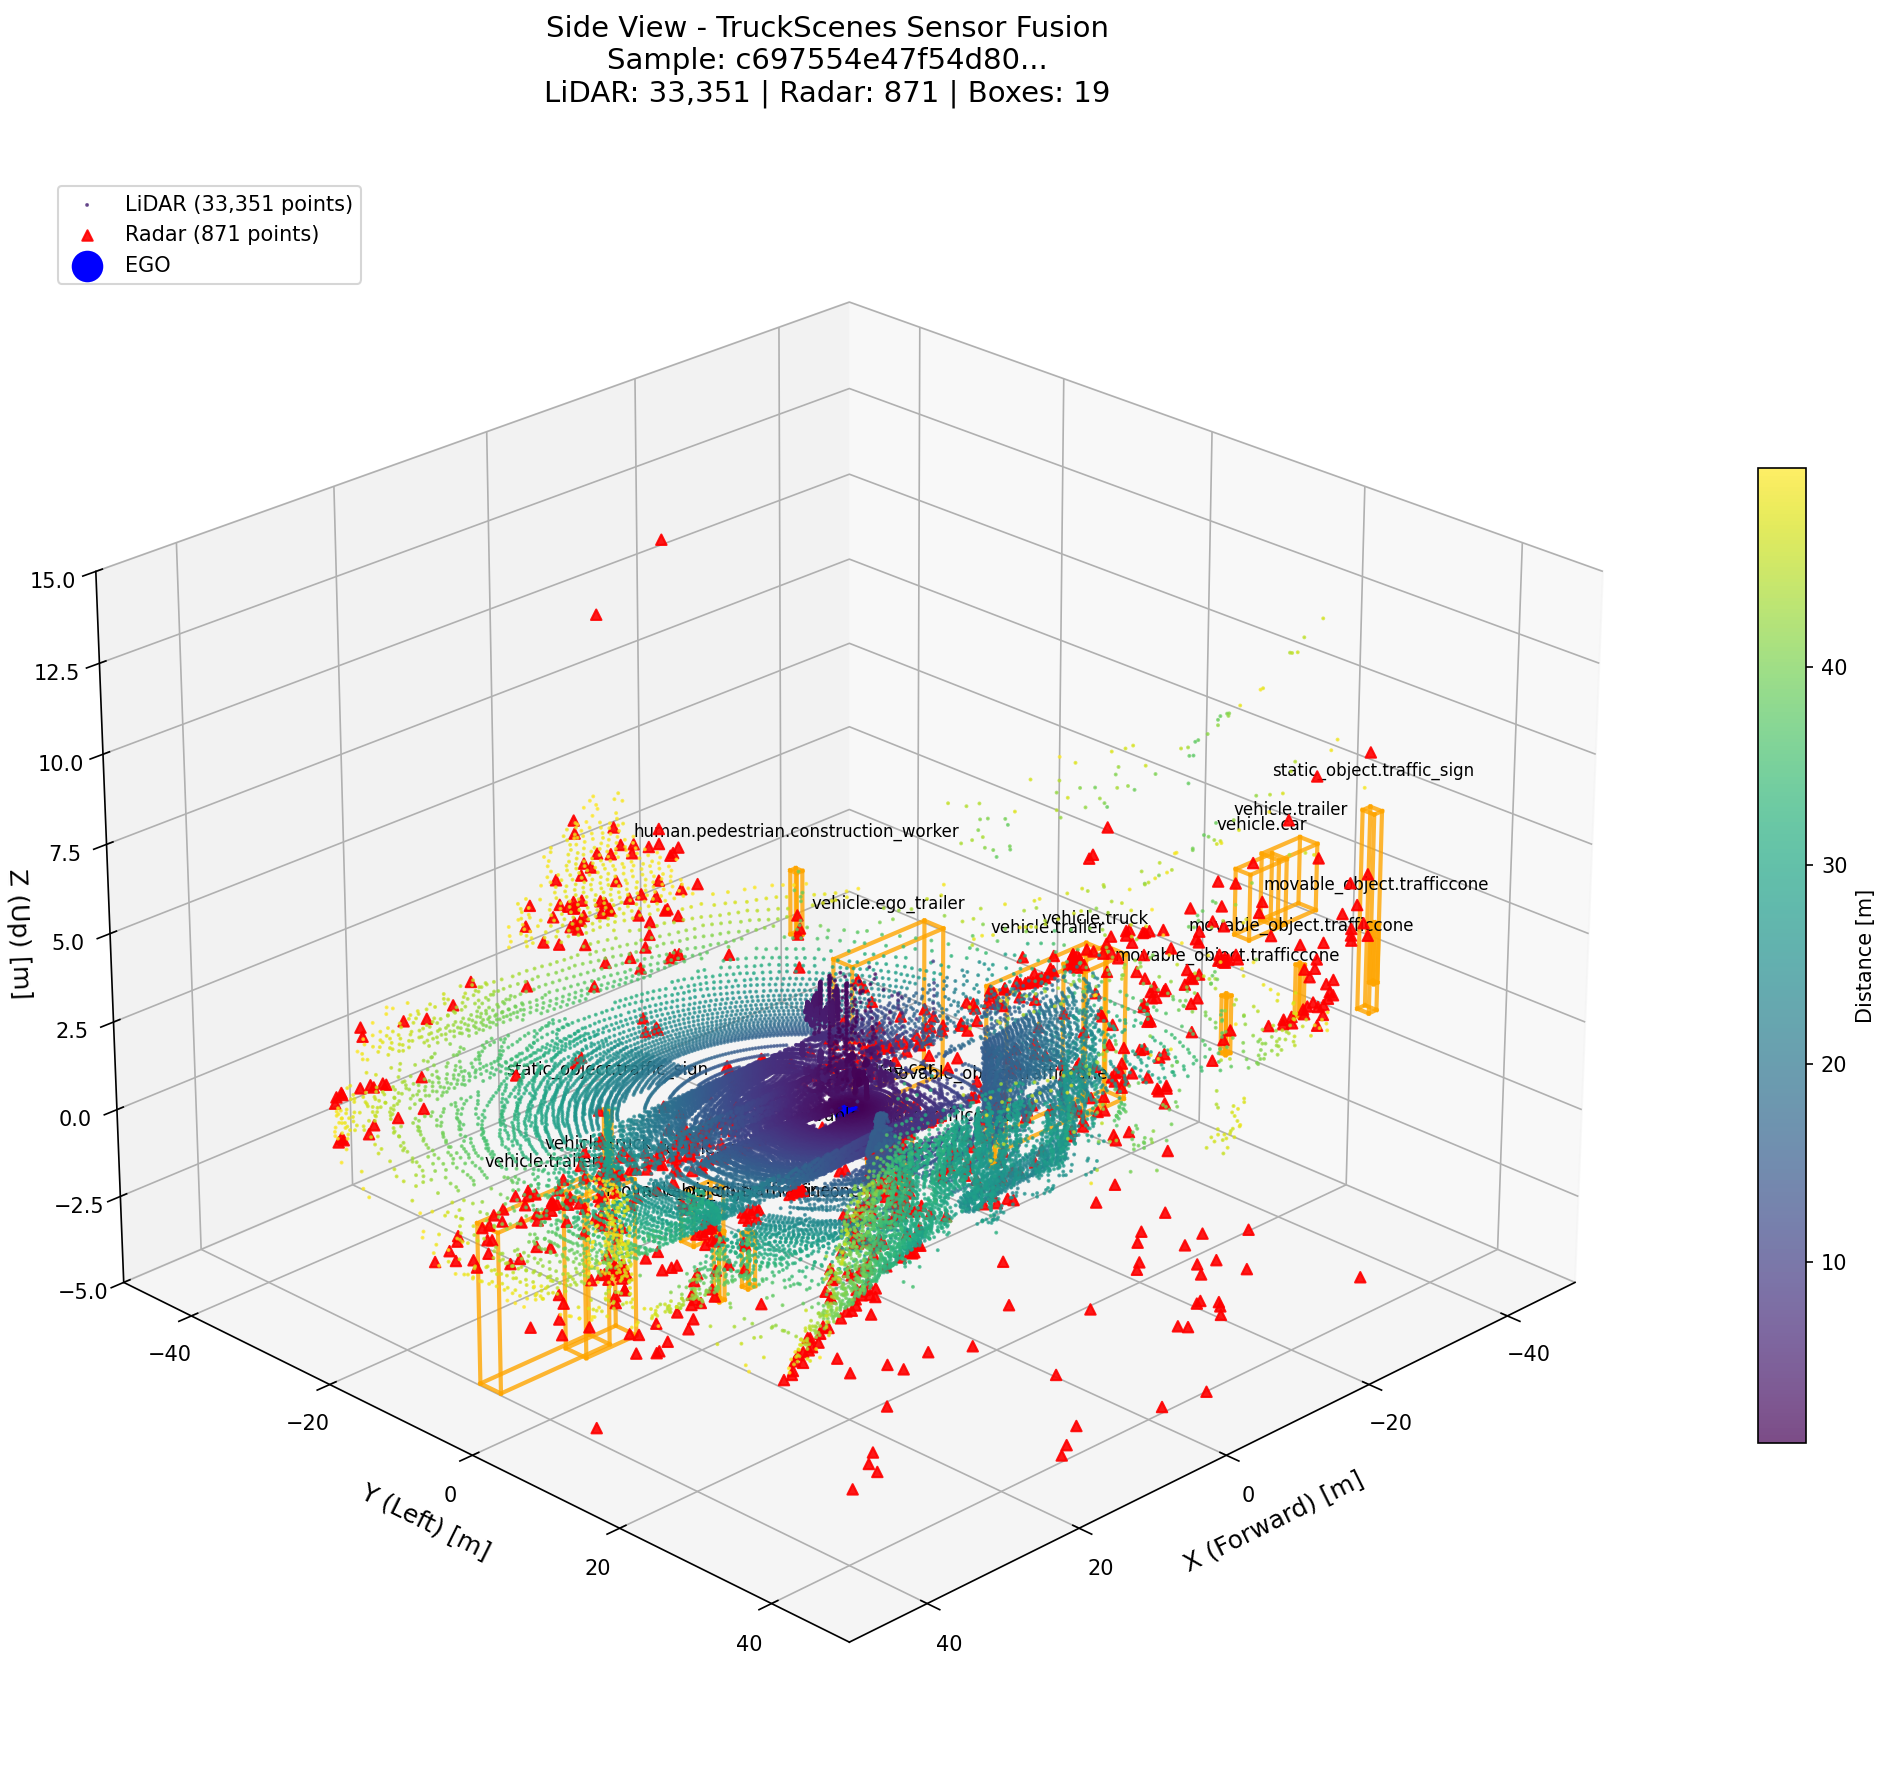 Side View - TruckScenes Sensor Fusion
Sample: c697554e47f54d80...
LiDAR: 33,351 | Radar: 871 | Boxes: 19
LiDAR (33,351 points)
Radar (871 points)
EGO
15.0
12.5
10.0
7.5
5.0
2.5
0.0
−2.5
−5.0
Z (Up) [m]
−40
−20
0
20
40
Y (Left) [m]
40
20
0
−20
−40
X (Forward) [m]
static_object.traffic_sign
vehicle.trailer
vehicle.car
human.pedestrian.construction_worker
movable_object.trafficcone
vehicle.ego_trailer
vehicle.truck
vehicle.trailer
movable_object.trafficcone
movable_object.trafficcone
static_object.traffic_sign
vehicle.trailer
40
30
20
10
Distance [m]